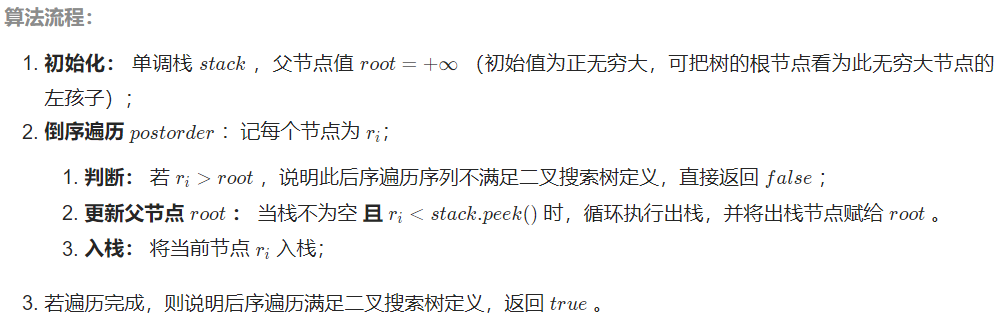 算法流程：
1. 初始化： 单调栈 stack ，父节点值 root = +∞ （初始值为正无穷大，可把树的根节点看为此无穷大节点的
左孩子）；
2. 倒序遍历 postorder ：记每个节点为 rᵢ；
1. 判断： 若 rᵢ > root ，说明此后序遍历序列不满足二叉搜索树定义，直接返回 false ；
2. 更新父节点 root ： 当栈不为空 且 rᵢ < stack.peek() 时，循环执行出栈，并将出栈节点赋给 root 。
3. 入栈： 将当前节点 rᵢ 入栈；
3. 若遍历完成，则说明后序遍历满足二叉搜索树定义，返回 true 。